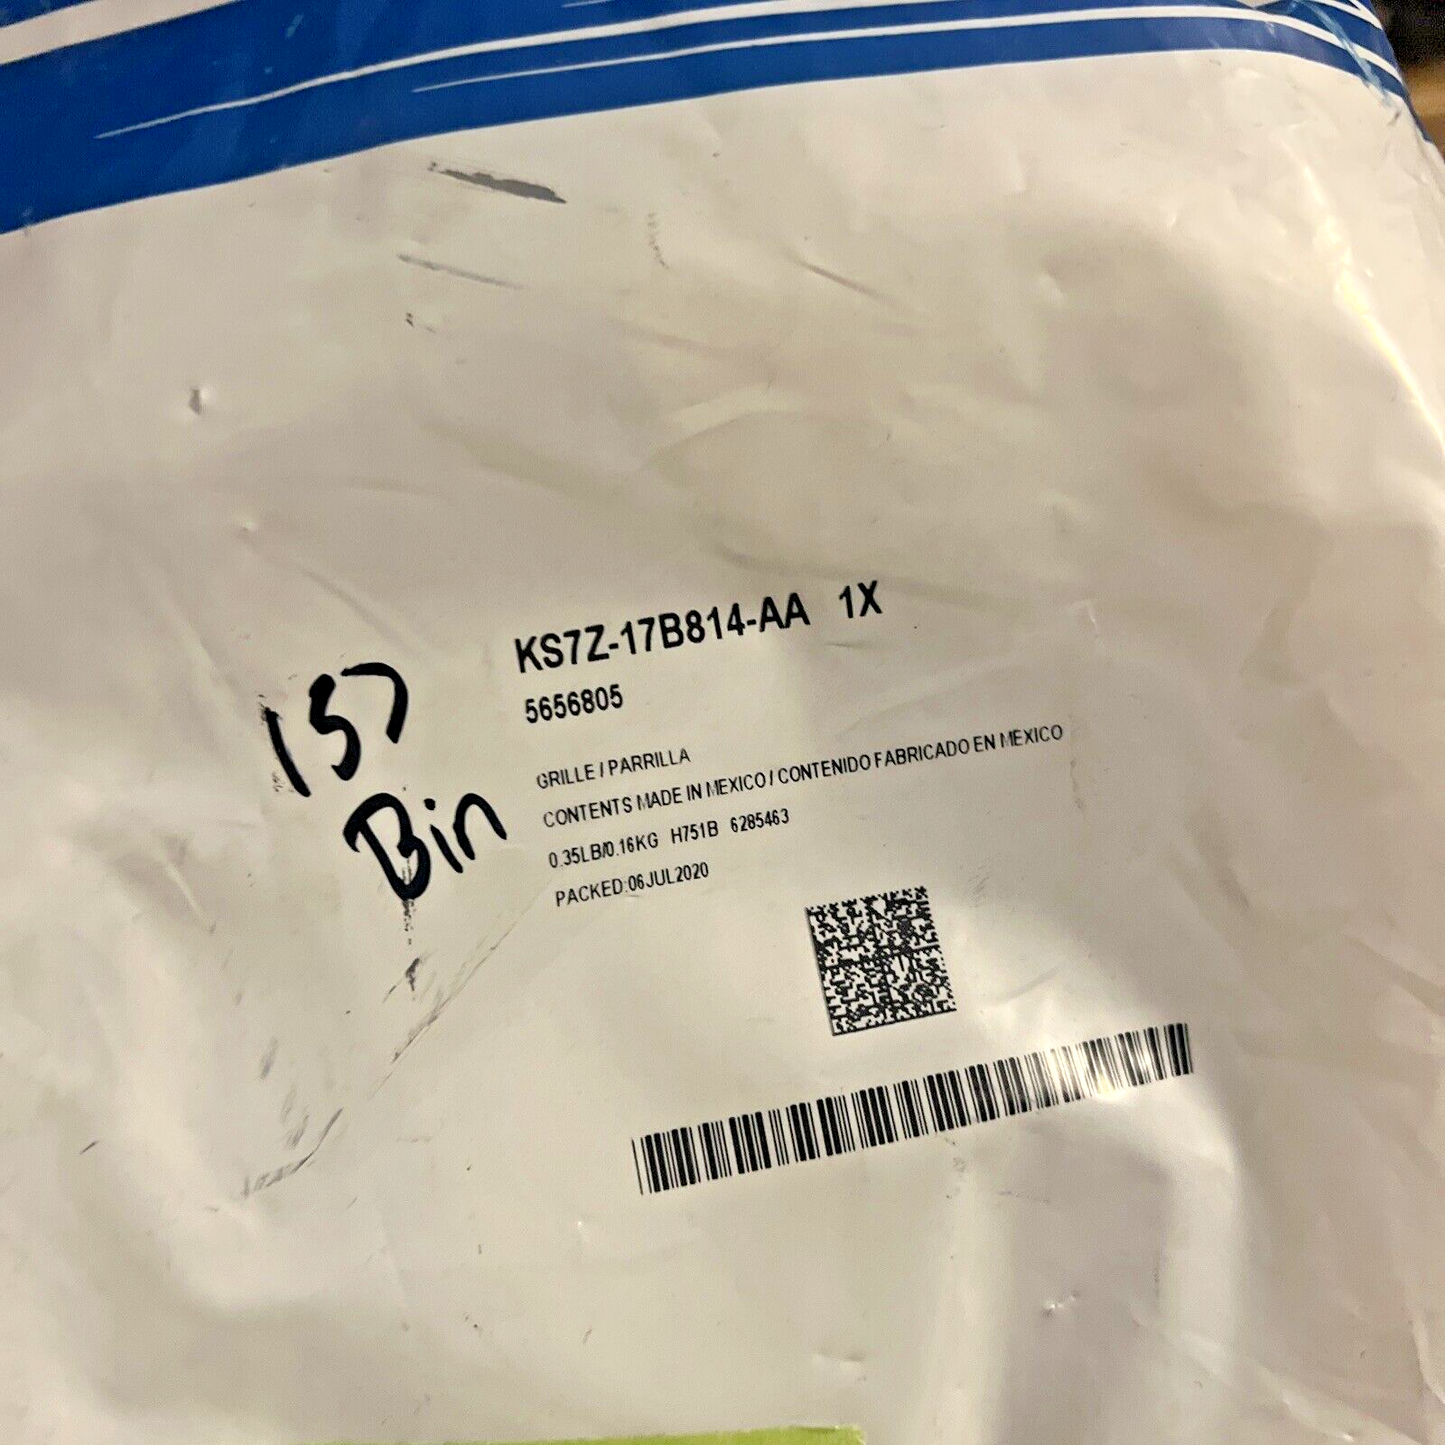 KS7Z-17B814-AA 1X
5656805
GRILLE / PARRILLA
CONTENTS MADE IN MEXICO / CONTENIDO FABRICADO EN MEXICO
0.35LB/0.16KG H751B 6285463
PACKED:06JUL2020
157
Bin